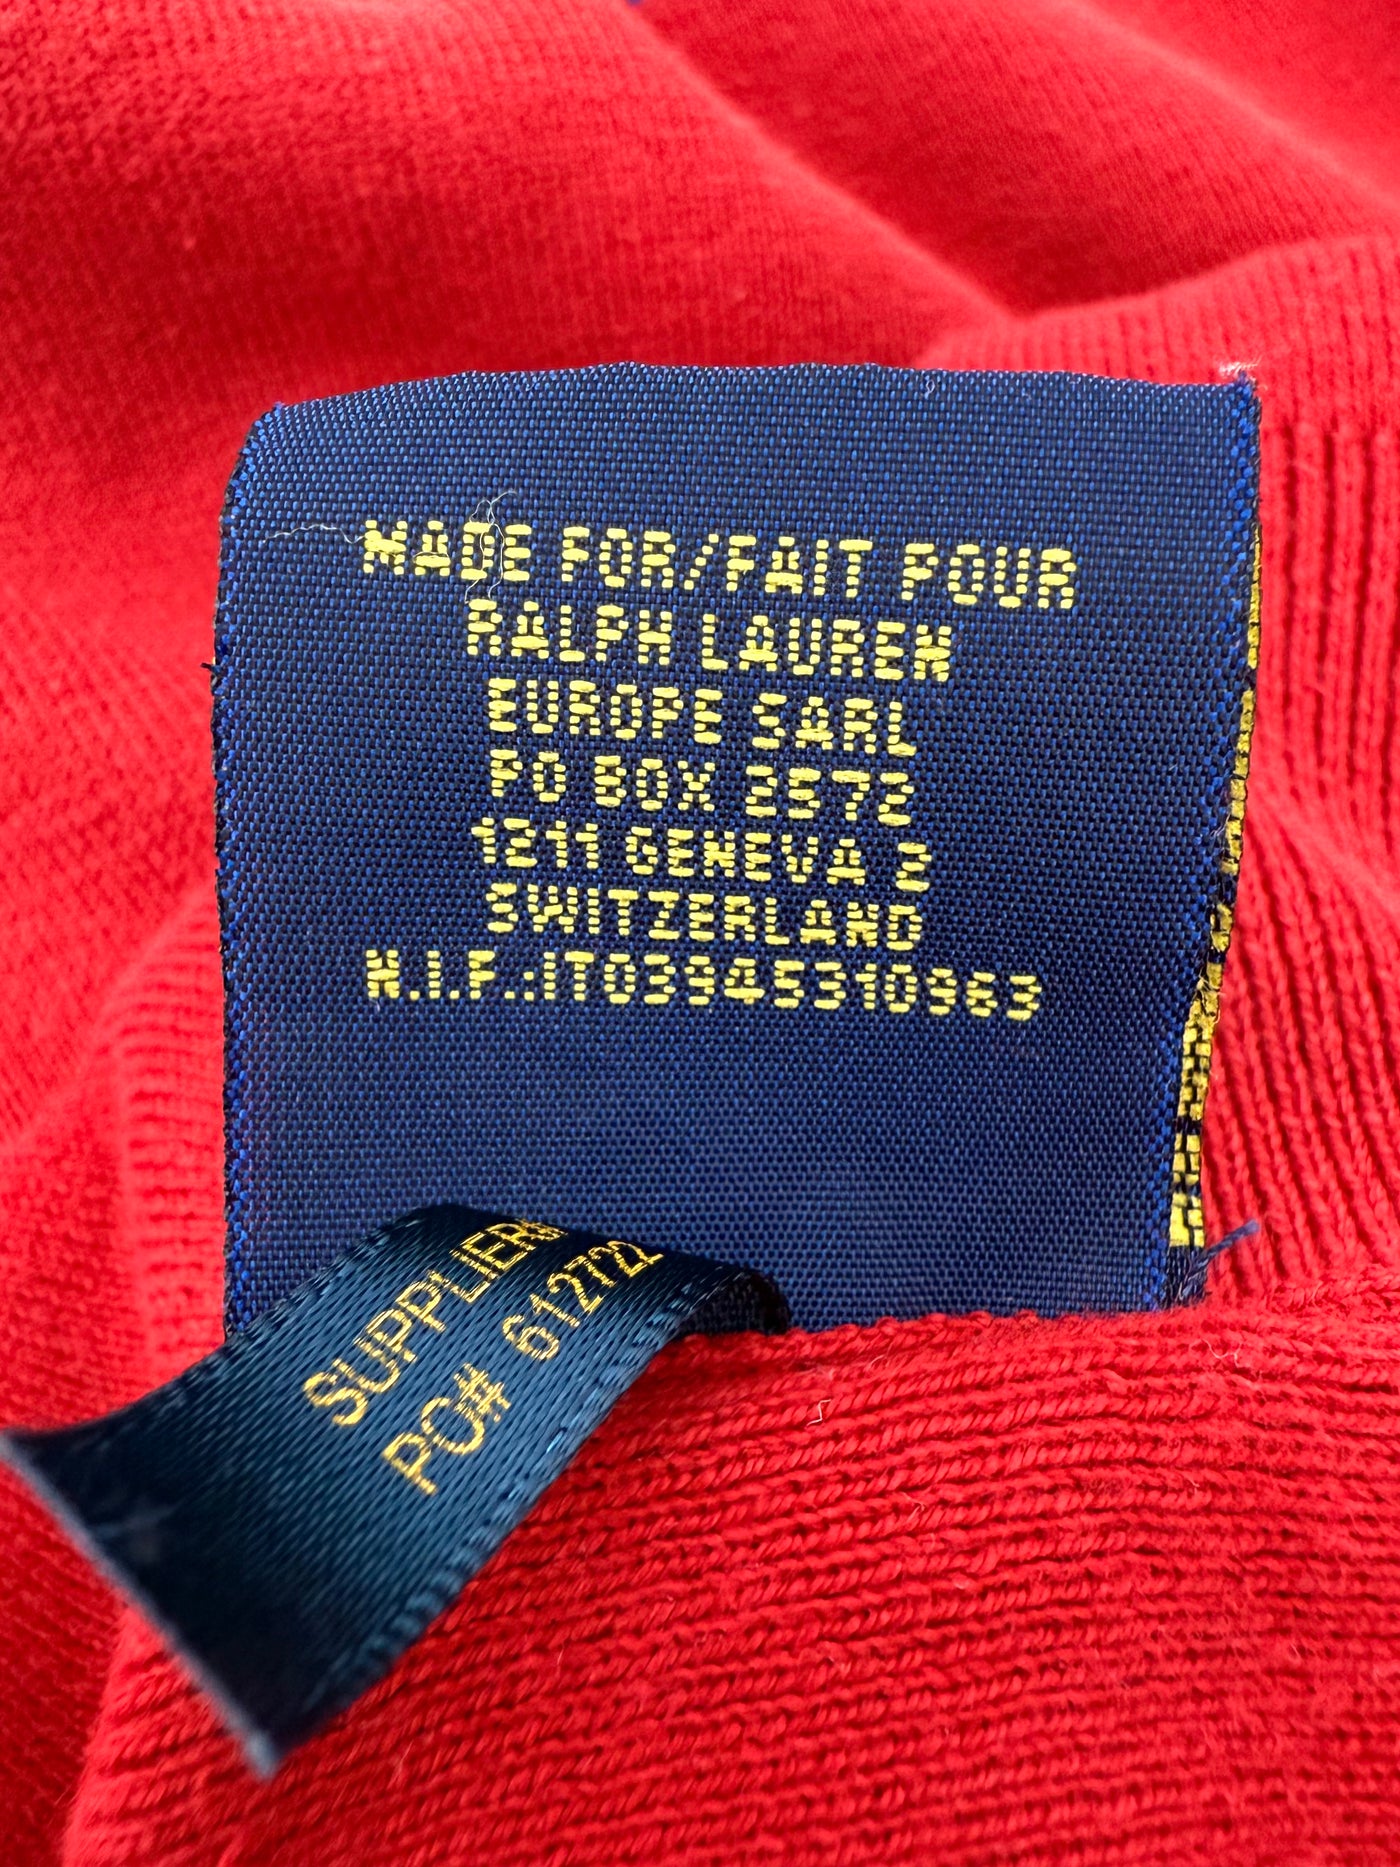 MADE FOR/FAIT POUR
RALPH LAUREN
EUROPE SARL
PO BOX 2572
1211 GENEVA 2
SWITZERLAND
N.I.F.:IT03945310963
SUPPLIER
PO# 612722